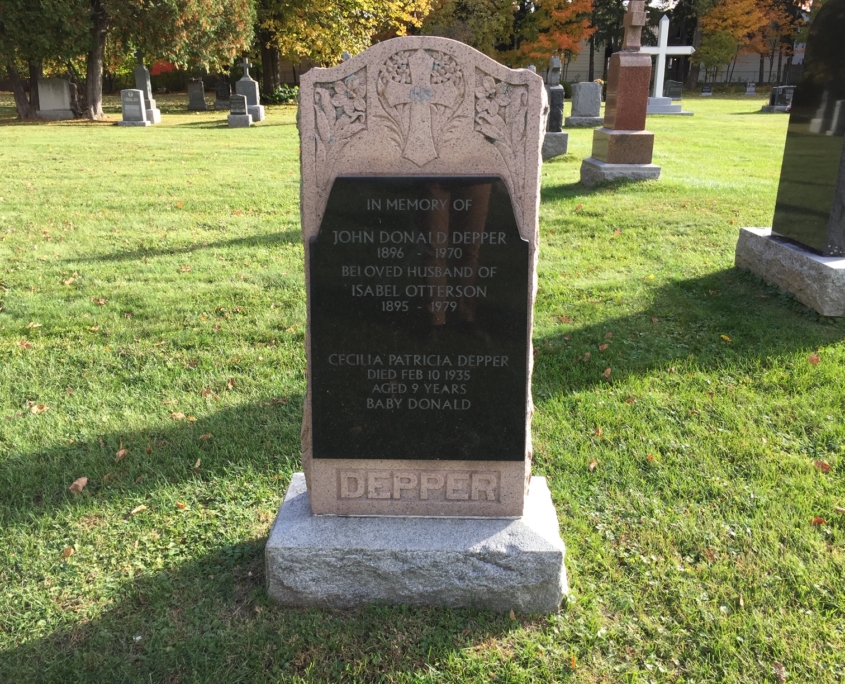 IN MEMORY OF
JOHN DONALD DEPPER
1896 - 1970
BELOVED HUSBAND OF
ISABEL OTTERSON
1895 - 1979
CECILIA PATRICIA DEPPER
DIED FEB 10 1935
AGED 9 YEARS
BABY DONALD
DEPPER